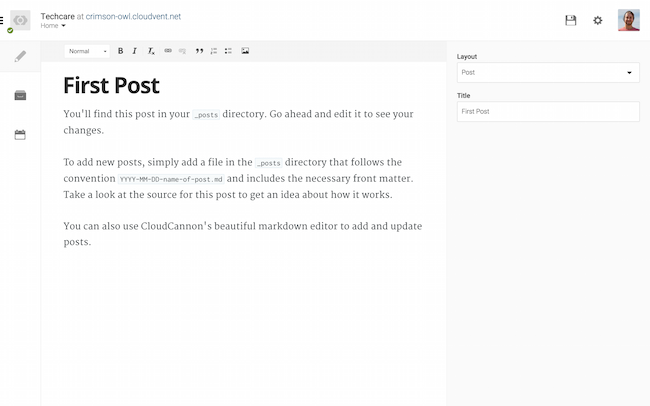 Techcare at crimson-owl.cloudvent.net
Home
Normal
B I
First Post
You'll find this post in your _posts directory. Go ahead and edit it to see your
changes.
To add new posts, simply add a file in the _posts directory that follows the
convention YYYY-MM-DD-name-of-post.md and includes the necessary front matter.
Take a look at the source for this post to get an idea about how it works.
You can also use CloudCannon's beautiful markdown editor to add and update
posts.
Layout
Post
Title
First Post